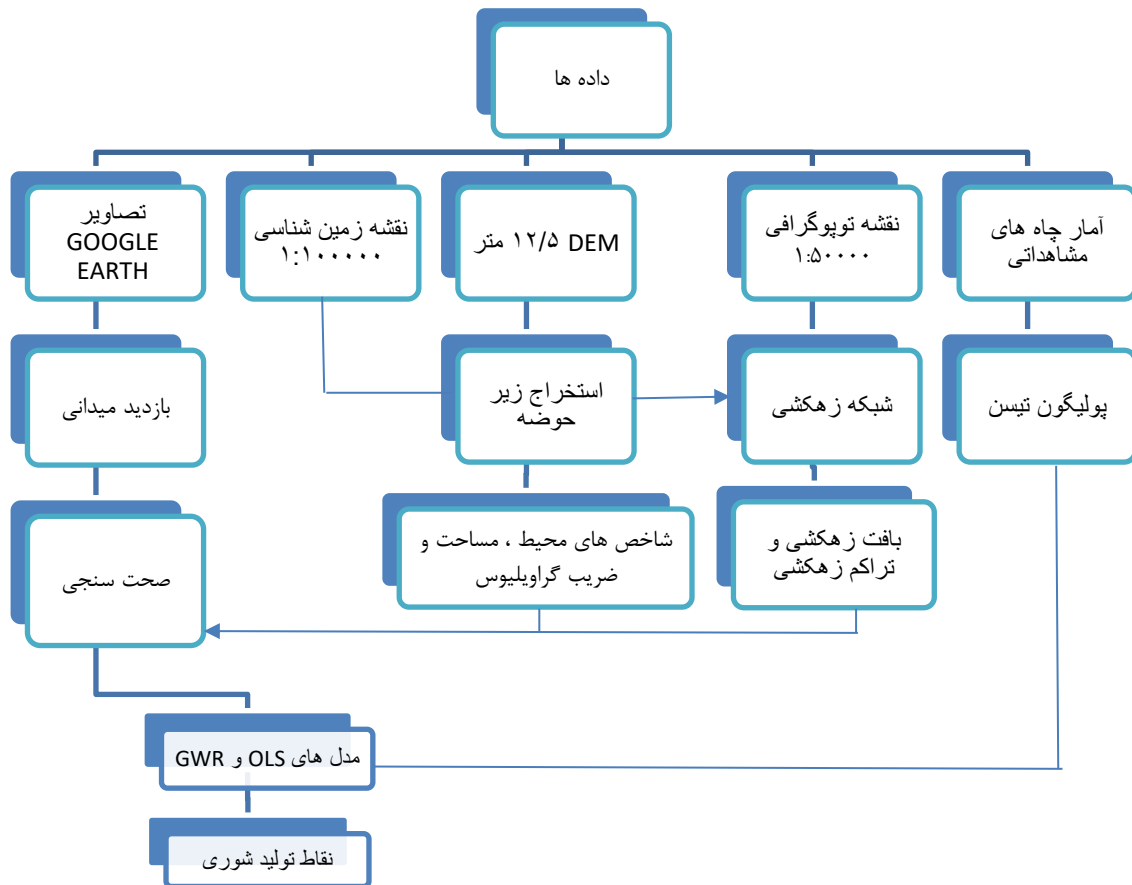 داده ها
آمار چاه های
مشاهداتی
نقشه توپوگرافی
۱:۵۰۰۰۰
DEM ۱۲/۵ متر
نقشه زمین شناسی
۱:۱۰۰۰۰۰
تصاویر
GOOGLE
EARTH
پولیگون تیسن
شبکه زهکشی
استخراج زیر
حوضه
بازدید میدانی
بافت زهکشی و
تراکم زهکشی
شاخص های محیط ، مساحت و
ضریب گراویلیوس
صحت سنجی
مدل های OLS و GWR
نقاط تولید شوری